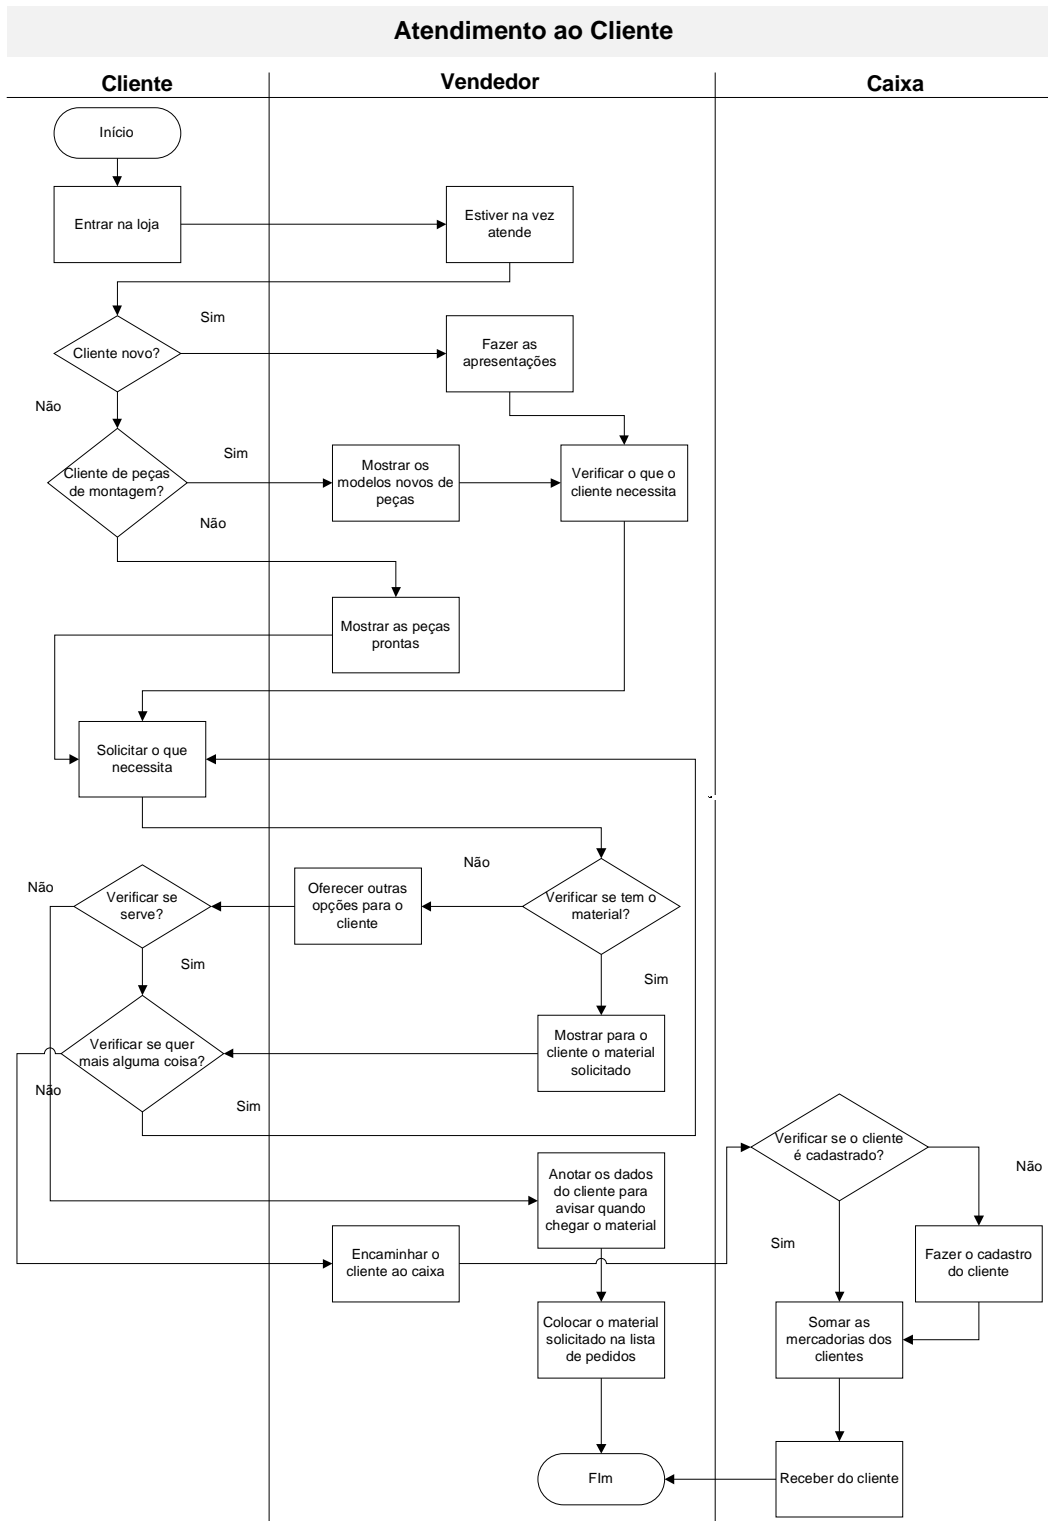 Atendimento ao Cliente
Cliente
Vendedor
Caixa
Início
Entrar na loja
Estiver na vez
atende
Sim
Cliente novo?
Fazer as
apresentações
Não
Cliente de peças
de montagem?
Sim
Mostrar os
modelos novos de
peças
Verificar o que o
cliente necessita
Não
Mostrar as peças
prontas
Solicitar o que
necessita
Não
Verificar se
serve?
Oferecer outras
opções para o
cliente
Não
Verificar se tem o
material?
Sim
Sim
Verificar se quer
mais alguma coisa?
Mostrar para o
cliente o material
solicitado
Não
Sim
Verificar se o cliente
é cadastrado?
Não
Anotar os dados
do cliente para
avisar quando
chegar o material
Sim
Encaminhar o
cliente ao caixa
Fazer o cadastro
do cliente
Colocar o material
solicitado na lista
de pedidos
Somar as
mercadorias dos
clientes
FIm
Receber do cliente